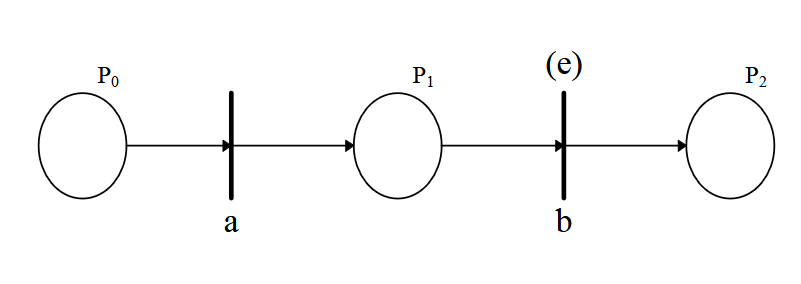 P₀
P₁
(e)
P₂
a
b